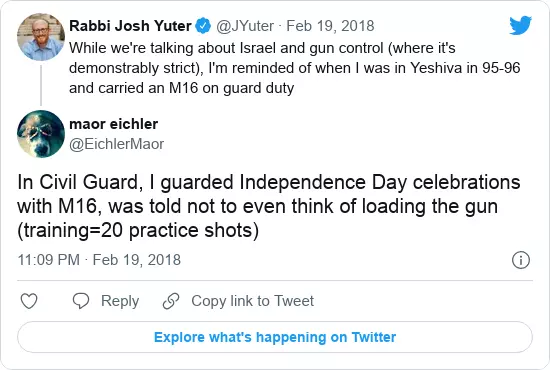 Rabbi Josh Yuter @JYuter · Feb 19, 2018
While we're talking about Israel and gun control (where it's
demonstrably strict), I'm reminded of when I was in Yeshiva in 95-96
and carried an M16 on guard duty
maor eichler
@EichlerMaor
In Civil Guard, I guarded Independence Day celebrations
with M16, was told not to even think of loading the gun
(training=20 practice shots)
11:09 PM · Feb 19, 2018
Reply Copy link to Tweet
Explore what's happening on Twitter